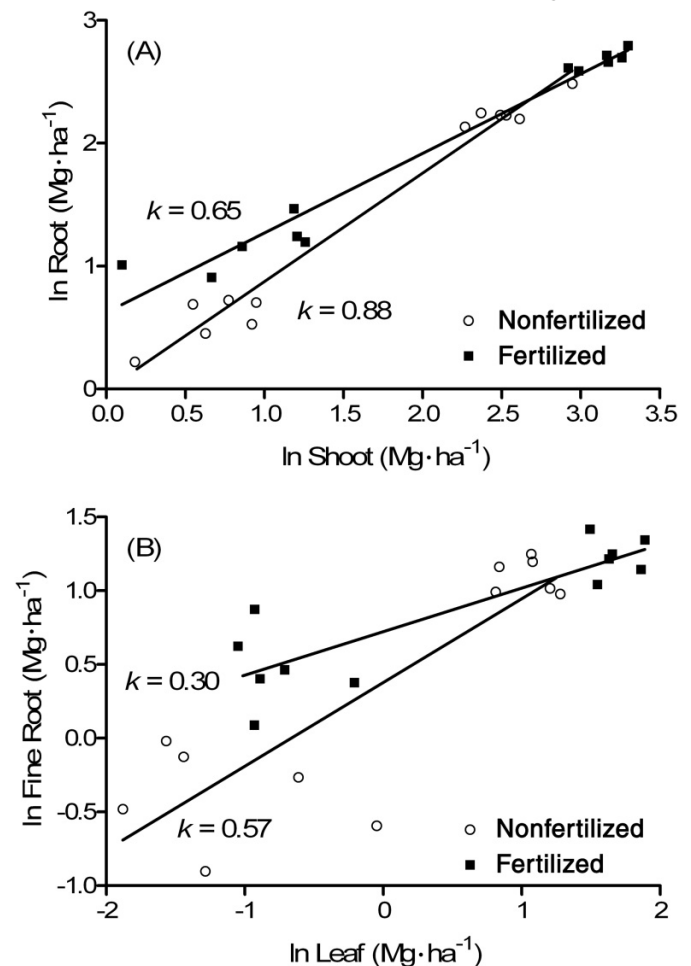 3
(A)
2
ln Root (Mg·ha⁻¹)
k = 0.65
1
k = 0.88
Nonfertilized
Fertilized
0
0.0 0.5 1.0 1.5 2.0 2.5 3.0 3.5
ln Shoot (Mg·ha⁻¹)
1.5
(B)
1.0
ln Fine Root (Mg·ha⁻¹)
0.5
k = 0.30
0.0
-0.5
k = 0.57
Nonfertilized
Fertilized
-1.0
-2 -1 0 1 2
ln Leaf (Mg·ha⁻¹)